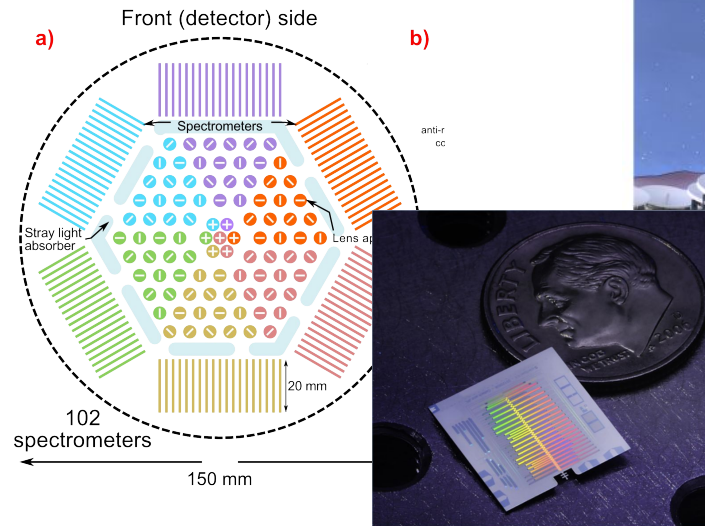 Front (detector) side
a)
b)
Spectrometers
anti-r
cc
Stray light
absorber
Lens ap
20 mm
102
spectrometers
150 mm
LIBERTY